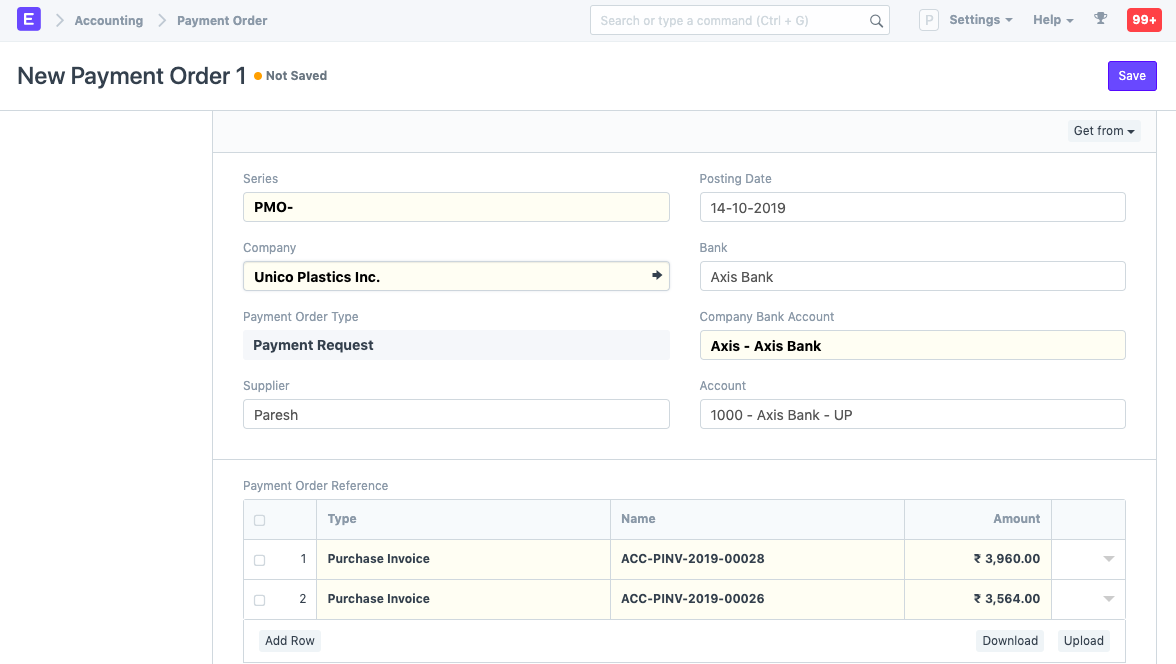 E Accounting Payment Order Search or type a command (Ctrl + G) P Settings Help 99+
New Payment Order 1 Not Saved Save
Get from
Series Posting Date
PMO- 14-10-2019
Company Bank
Unico Plastics Inc. Axis Bank
Payment Order Type Company Bank Account
Payment Request Axis - Axis Bank
Supplier Account
Paresh 1000 - Axis Bank - UP
Payment Order Reference
Type Name Amount
1 Purchase Invoice ACC-PINV-2019-00028 ₹ 3,960.00
2 Purchase Invoice ACC-PINV-2019-00026 ₹ 3,564.00
Add Row Download Upload